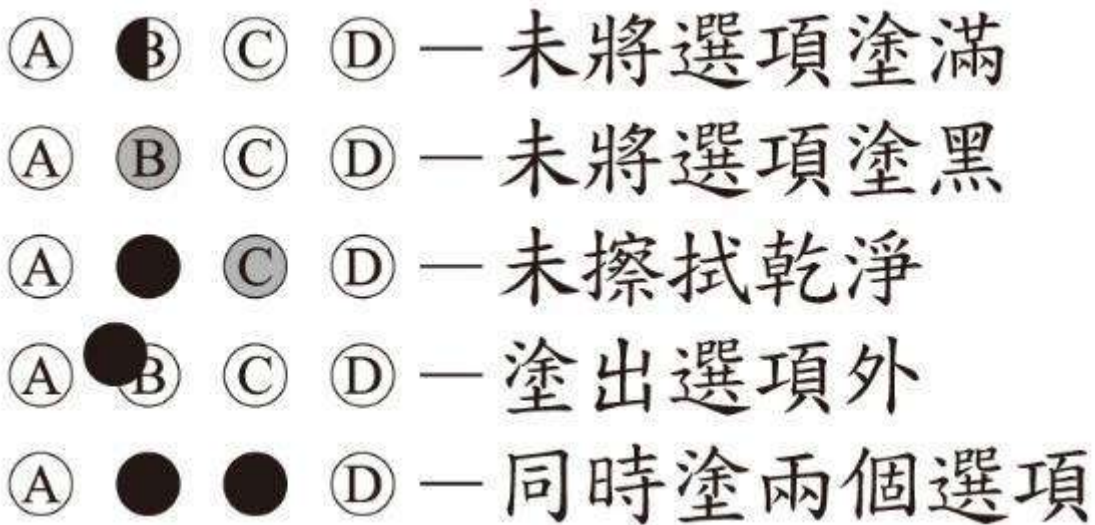 Ⓐ Ⓑ Ⓒ Ⓓ — 未將選項塗滿
Ⓐ Ⓑ Ⓒ Ⓓ — 未將選項塗黑
Ⓐ ● Ⓒ Ⓓ — 未擦拭乾淨
Ⓐ Ⓑ Ⓒ Ⓓ — 塗出選項外
Ⓐ ● ● Ⓓ — 同時塗兩個選項